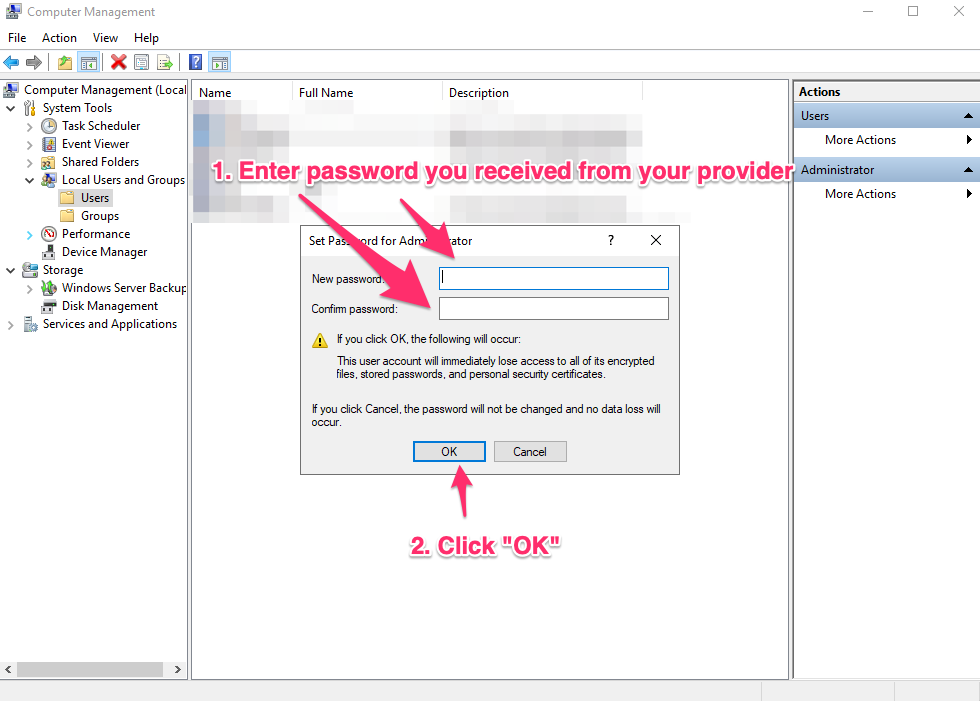 Computer Management
File Action View Help
Computer Management (Local
System Tools
Task Scheduler
Event Viewer
Shared Folders
Local Users and Groups
Users
Groups
Performance
Device Manager
Storage
Windows Server Backup
Disk Management
Services and Applications
Name Full Name Description
1. Enter password you received from your provider
Set Password for Administrator ?
New password:
Confirm password:
If you click OK, the following will occur:
This user account will immediately lose access to all of its encrypted
files, stored passwords, and personal security certificates.
If you click Cancel, the password will not be changed and no data loss will
occur.
OK Cancel
2. Click "OK"
Actions
Users
More Actions
Administrator
More Actions